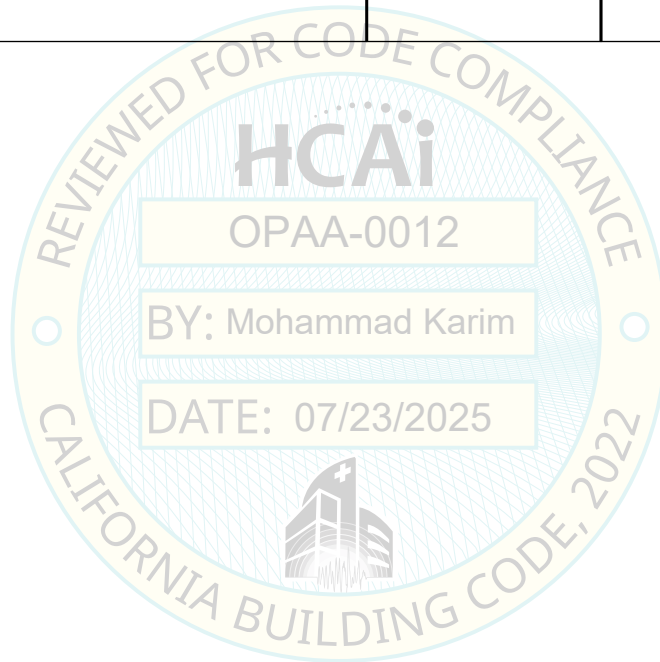 REVIEWED FOR CODE COMPLIANCE
HCAi
OPAA-0012
BY: Mohammad Karim
DATE: 07/23/2025
CALIFORNIA BUILDING CODE, 2022